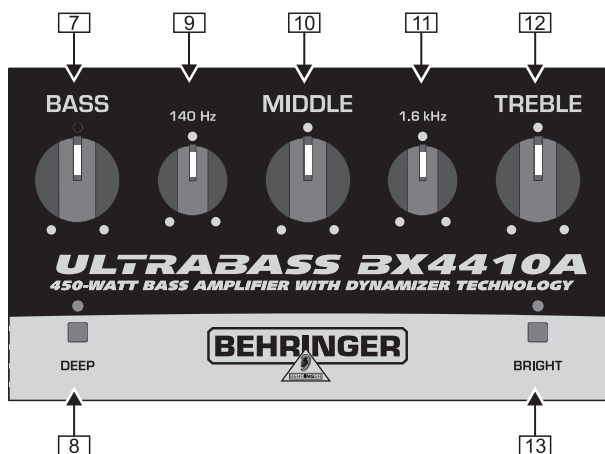 7 9 10 11 12
BASS 140 Hz MIDDLE 1.6 kHz TREBLE
ULTRABASS BX4410A
450-WATT BASS AMPLIFIER WITH DYNAMIZER TECHNOLOGY
BEHRINGER
BEHRINGER
DEEP BRIGHT
8 13